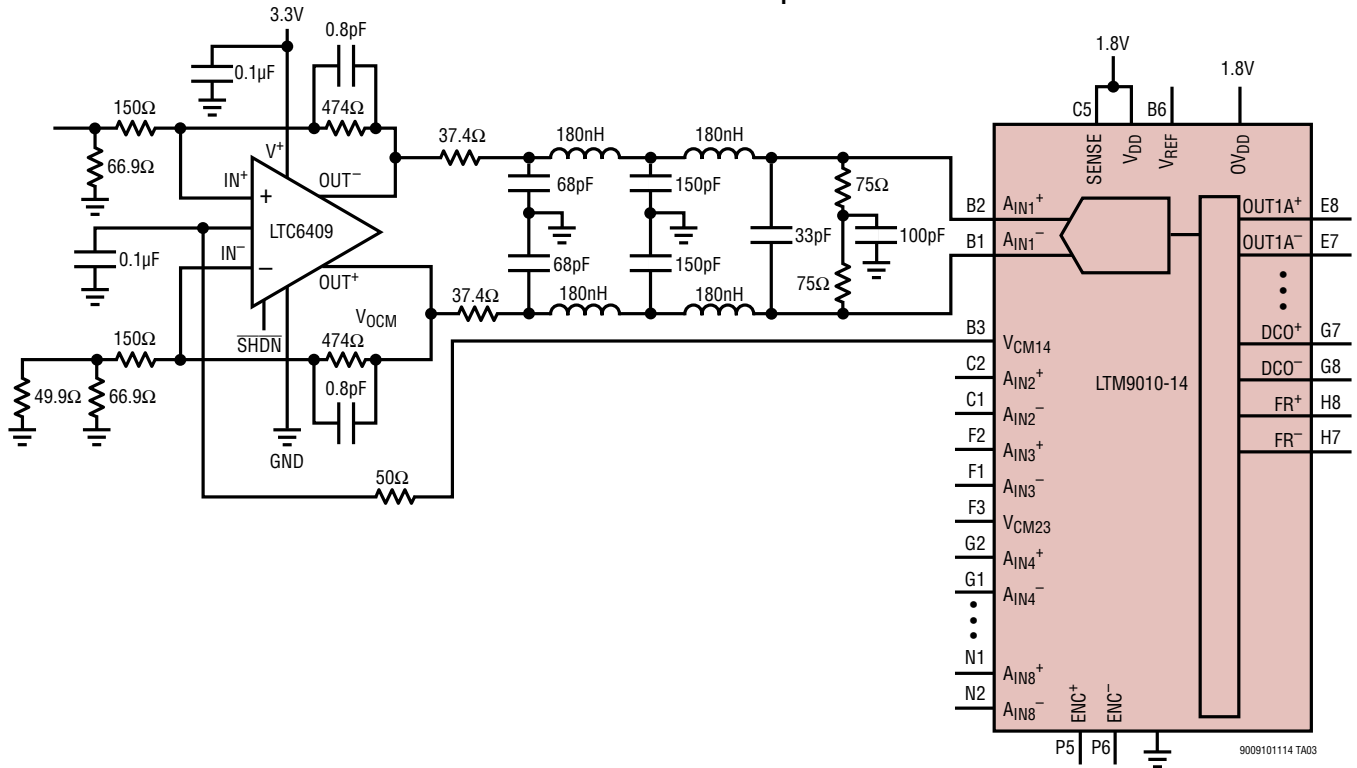 3.3V
0.8pF
0.1µF
150Ω
474Ω
66.9Ω
V+
IN+
OUT–
+
LTC6409
0.1µF
IN–
–
OUT+
37.4Ω
180nH
180nH
68pF
150pF
75Ω
33pF
100pF
68pF
150pF
75Ω
37.4Ω
180nH
180nH
VOCM
SHDN
150Ω
474Ω
49.9Ω
66.9Ω
0.8pF
GND
50Ω
1.8V
1.8V
C5
B6
SENSE
VDD
VREF
OVDD
B2
AIN1+
B1
AIN1–
B3
VCM14
C2
AIN2+
C1
AIN2–
F2
AIN3+
F1
AIN3–
F3
VCM23
G2
AIN4+
G1
AIN4–
N1
AIN8+
N2
AIN8–
LTM9010-14
OUT1A+
E8
OUT1A–
E7
DCO+
G7
DCO–
G8
FR+
H8
FR–
H7
ENC+
ENC–
P5
P6
9009101114 TA03